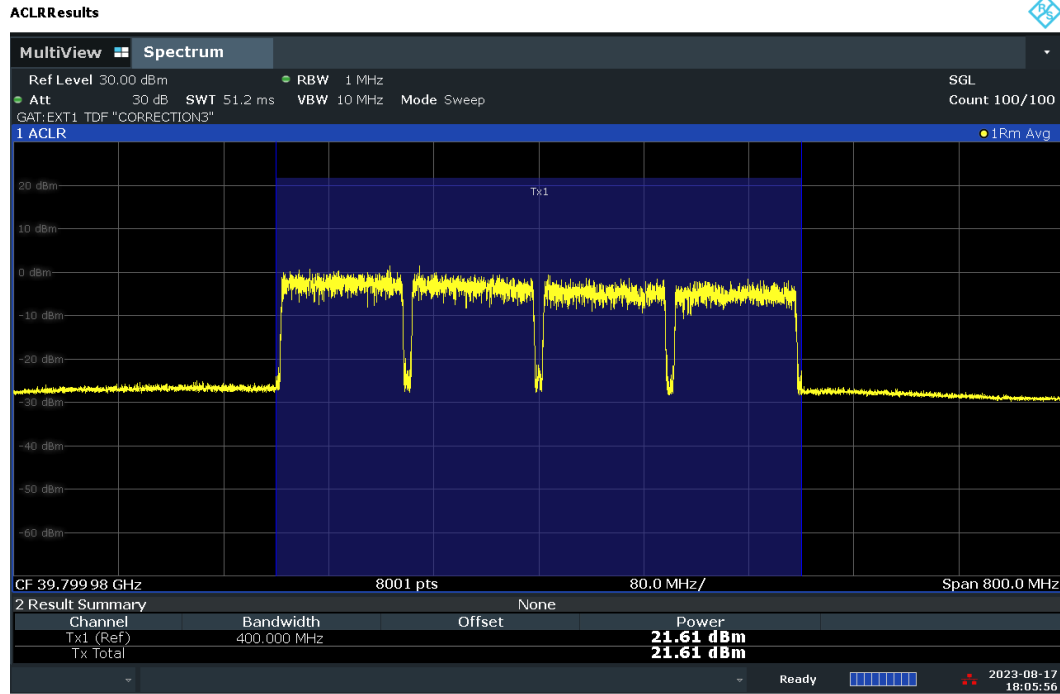 ACLRResults
R&S
MultiView Spectrum
Ref Level 30.00 dBm RBW 1 MHz SGL
Att 30 dB SWT 51.2 ms VBW 10 MHz Mode Sweep Count 100/100
GAT:EXT1 TDF "CORRECTION3"
1 ACLR 1Rm Avg
Tx1
20 dBm
10 dBm
0 dBm
-10 dBm
-20 dBm
-30 dBm
-40 dBm
-50 dBm
-60 dBm
CF 39.79998 GHz 8001 pts 80.0 MHz/ Span 800.0 MHz
2 Result Summary None
Channel Bandwidth Offset Power
Tx1 (Ref) 400.000 MHz 21.61 dBm
Tx Total 21.61 dBm
Ready 2023-08-17
18:05:56